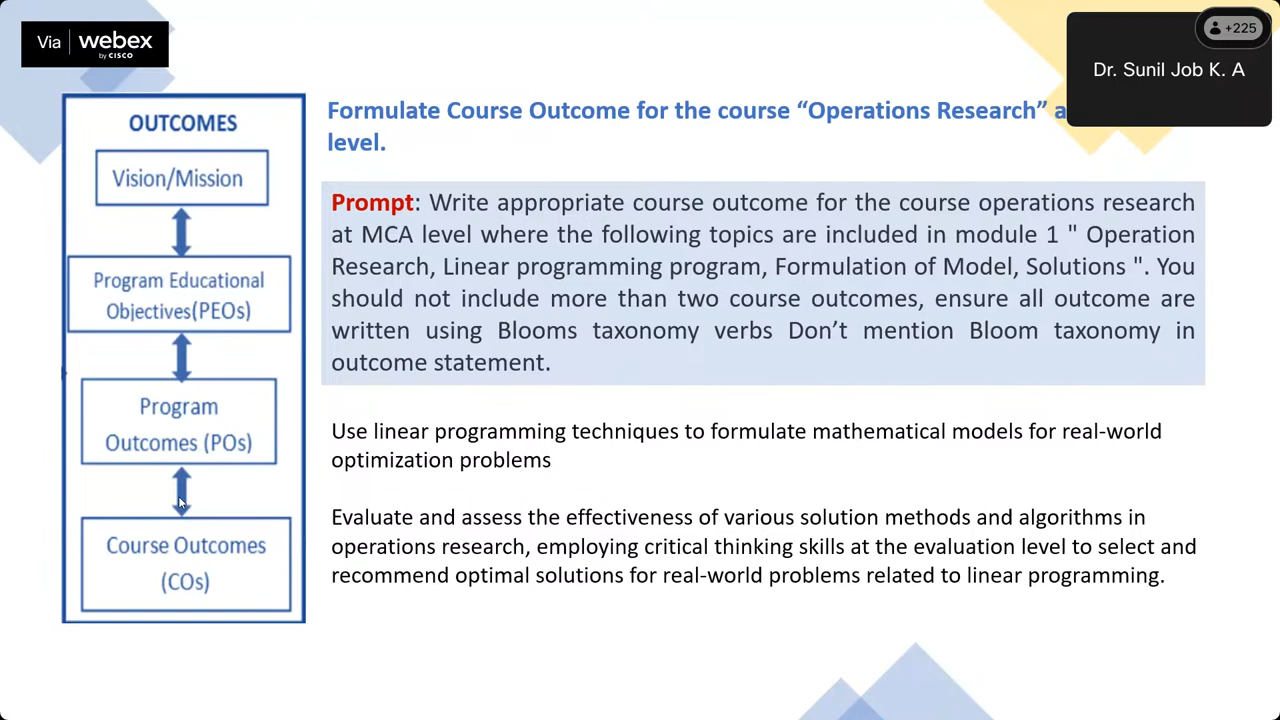 Via webex
by CISCO
+225
Dr. Sunil Job K. A
OUTCOMES
Vision/Mission
Program Educational
Objectives(PEOs)
Program
Outcomes (POs)
Course Outcomes
(COs)
Formulate Course Outcome for the course “Operations Research” a
level.
Prompt: Write appropriate course outcome for the course operations research
at MCA level where the following topics are included in module 1 " Operation
Research, Linear programming program, Formulation of Model, Solutions ". You
should not include more than two course outcomes, ensure all outcome are
written using Blooms taxonomy verbs Don’t mention Bloom taxonomy in
outcome statement.
Use linear programming techniques to formulate mathematical models for real-world
optimization problems
Evaluate and assess the effectiveness of various solution methods and algorithms in
operations research, employing critical thinking skills at the evaluation level to select and
recommend optimal solutions for real-world problems related to linear programming.